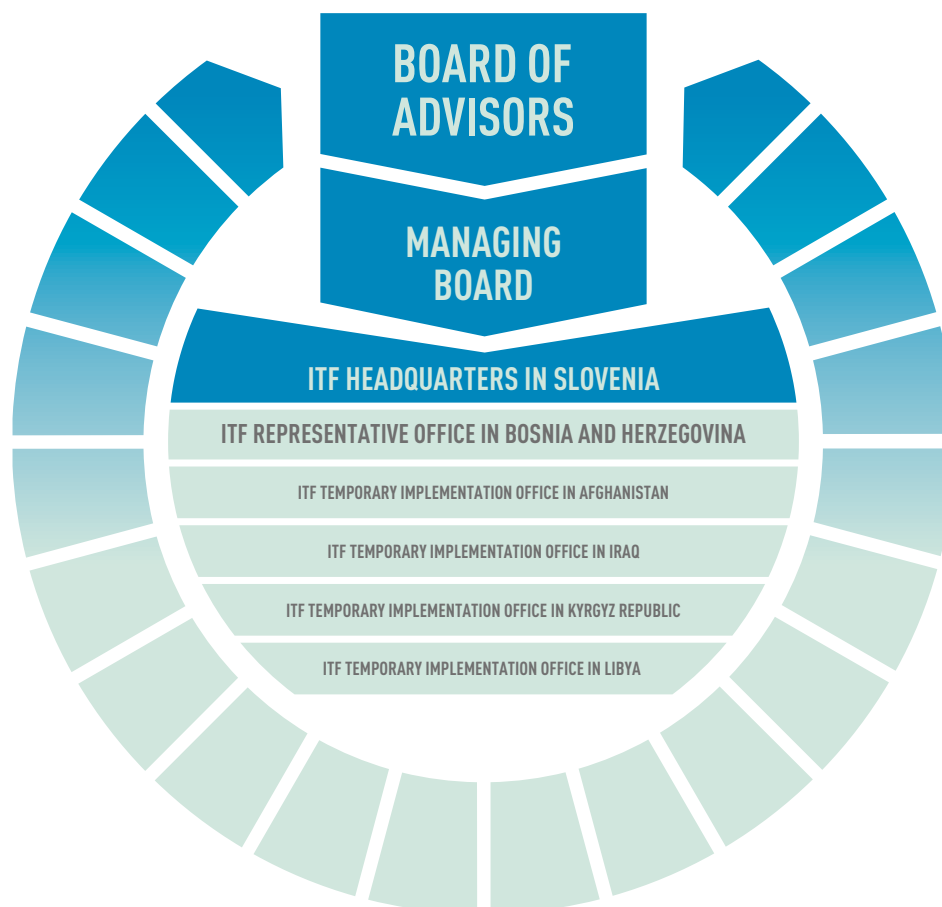 BOARD OF
ADVISORS
MANAGING
BOARD
ITF HEADQUARTERS IN SLOVENIA
ITF REPRESENTATIVE OFFICE IN BOSNIA AND HERZEGOVINA
ITF TEMPORARY IMPLEMENTATION OFFICE IN AFGHANISTAN
ITF TEMPORARY IMPLEMENTATION OFFICE IN IRAQ
ITF TEMPORARY IMPLEMENTATION OFFICE IN KYRGYZ REPUBLIC
ITF TEMPORARY IMPLEMENTATION OFFICE IN LIBYA